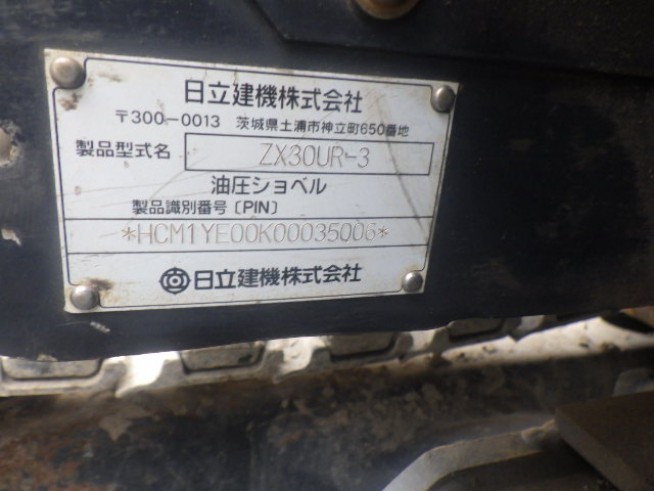 日立建機株式会社
〒300-0013 茨城県土浦市神立町650番地
製品型式名 ZX30UR-3
油圧ショベル
製品識別番号〔PIN〕
*HCM1YE00K00035006*
日立建機株式会社